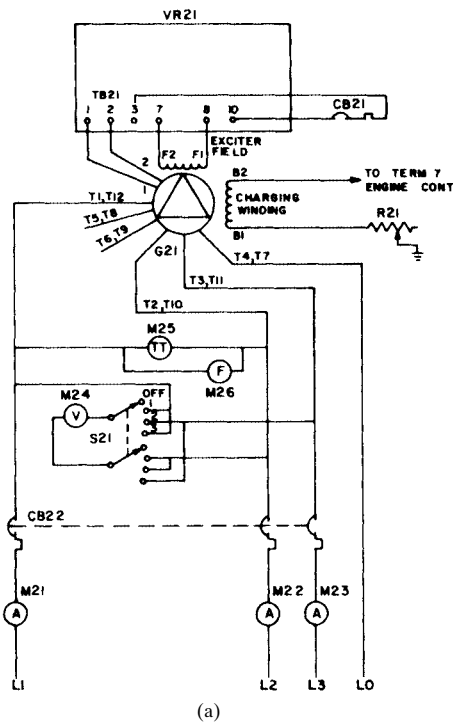 VR21
TB21
1 2 3 7 8 10
CB21
F2 F1
EXCITER
FIELD
2
1
B2
TO TERM 7
ENGINE CONT
CHARGING
WINDING
R21
B1
T1,T12
T5,T8
T6,T9
G21
T4,T7
T3,T11
T2,T10
M25
TT
F
M26
M24
OFF
V
1
S21
CB22
M21
M22
M23
A
A
A
L1
L2
L3
L0
(a)